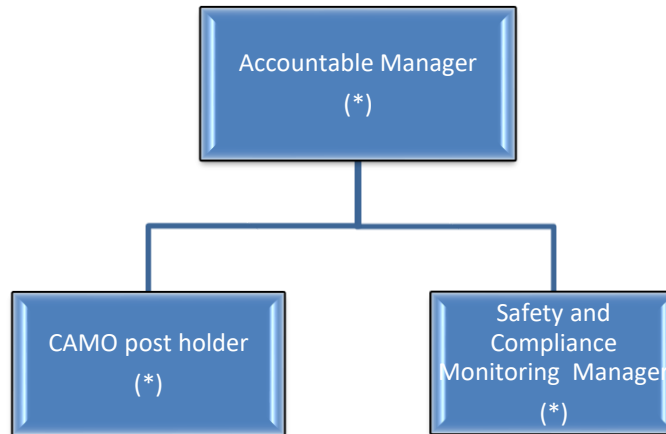 Accountable Manager
(*)
CAMO post holder
(*)
Safety and
Compliance
Monitoring Manager
(*)